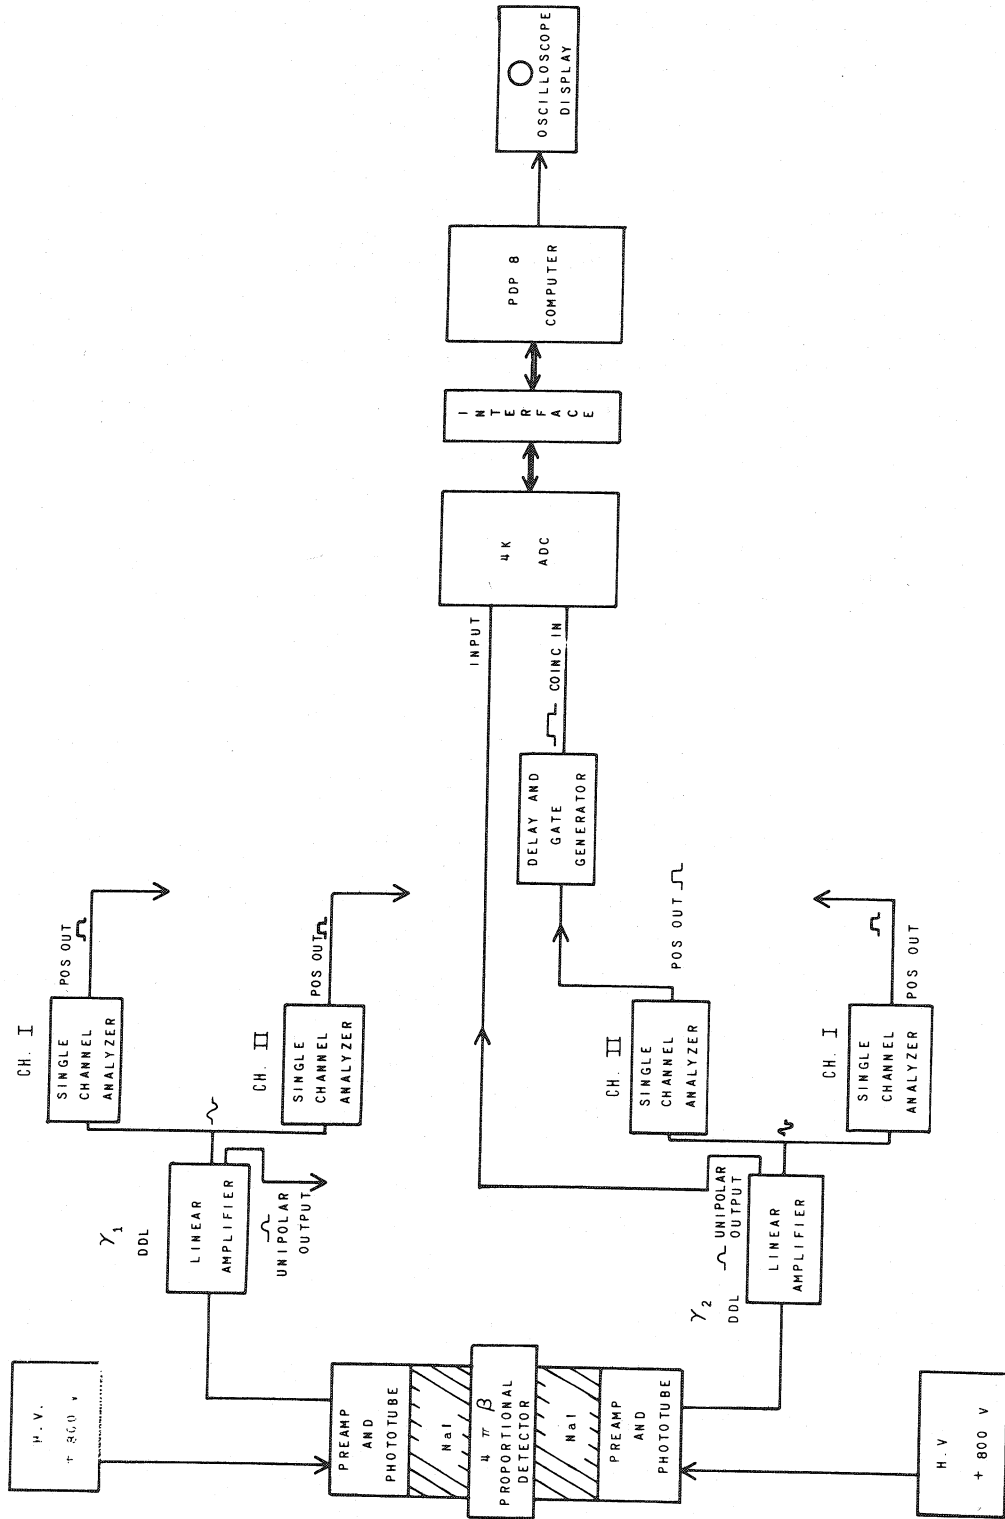 H.V.
+ 800 V
PREAMP
AND
PHOTOTUBE
NaI
4 π β
PROPORTIONAL
DETECTOR
NaI
PREAMP
AND
PHOTOTUBE
H.V
+ 800 V
γ1
DDL
LINEAR
AMPLIFIER
UNIPOLAR
OUTPUT
γ2
DDL
LINEAR
AMPLIFIER
UNIPOLAR
OUTPUT
CH. I
SINGLE
CHANNEL
ANALYZER
POS OUT
CH. II
SINGLE
CHANNEL
ANALYZER
POS OUT
CH. II
SINGLE
CHANNEL
ANALYZER
POS OUT
CH. I
SINGLE
CHANNEL
ANALYZER
POS OUT
DELAY AND
GATE
GENERATOR
COINC IN
INPUT
4K
ADC
INTERFACE
PDP 8
COMPUTER
OSCILLOSCOPE
DISPLAY